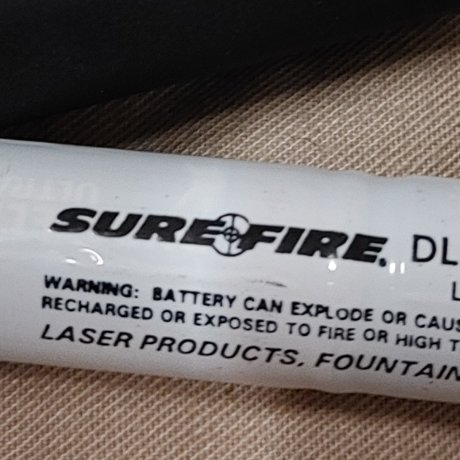 SUREFIRE. DL
L
WARNING: BATTERY CAN EXPLODE OR CAUS
RECHARGED OR EXPOSED TO FIRE OR HIGH T
LASER PRODUCTS, FOUNTAIN